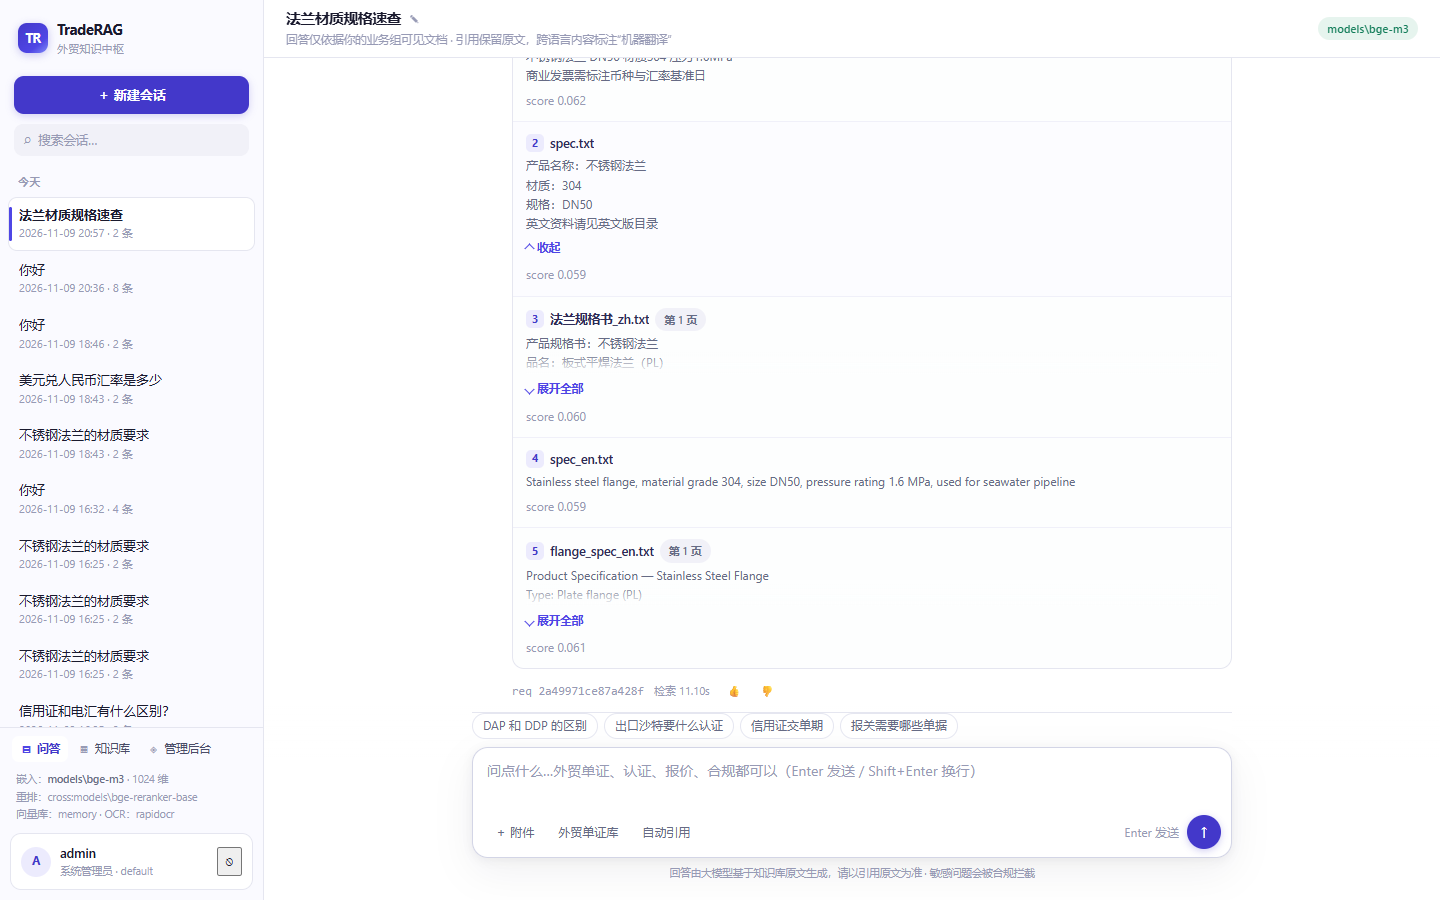 TR
TradeRAG
外贸知识中枢
+ 新建会话
搜索会话...
今天
法兰材质规格速查
2026-11-09 20:57 · 2 条
你好
2026-11-09 20:36 · 8 条
你好
2026-11-09 18:46 · 2 条
美元兑人民币汇率是多少
2026-11-09 18:43 · 2 条
不锈钢法兰的材质要求
2026-11-09 18:43 · 2 条
你好
2026-11-09 16:32 · 4 条
不锈钢法兰的材质要求
2026-11-09 16:25 · 2 条
不锈钢法兰的材质要求
2026-11-09 16:25 · 2 条
不锈钢法兰的材质要求
2026-11-09 16:25 · 2 条
信用证和电汇有什么区别?
问答
知识库
管理后台
嵌入：models\bge-m3 · 1024 维
重排：cross:models\bge-reranker-base
向量库：memory · OCR：rapidocr
A
admin
系统管理员 · default
法兰材质规格速查
回答仅依据你的业务组可见文档 · 引用保留原文，跨语言内容标注“机器翻译”
models\bge-m3
不锈钢法兰 DN50 材质304 压力1.6MPa
商业发票需标注币种与汇率基准日
score 0.062
2 spec.txt
产品名称：不锈钢法兰
材质：304
规格：DN50
英文资料请见英文版目录
收起
score 0.059
3 法兰规格书_zh.txt 第 1 页
产品规格书：不锈钢法兰
品名：板式平焊法兰（PL）
展开全部
score 0.060
4 spec_en.txt
Stainless steel flange, material grade 304, size DN50, pressure rating 1.6 MPa, used for seawater pipeline
score 0.059
5 flange_spec_en.txt 第 1 页
Product Specification — Stainless Steel Flange
Type: Plate flange (PL)
展开全部
score 0.061
req 2a49971ce87a428f 检索 11.10s
DAP 和 DDP 的区别
出口沙特要什么认证
信用证交单期
报关需要哪些单据
问点什么...外贸单证、认证、报价、合规都可以（Enter 发送 / Shift+Enter 换行）
+ 附件
外贸单证库
自动引用
Enter 发送
回答由大模型基于知识库原文生成，请以引用原文为准 · 敏感问题会被合规拦截